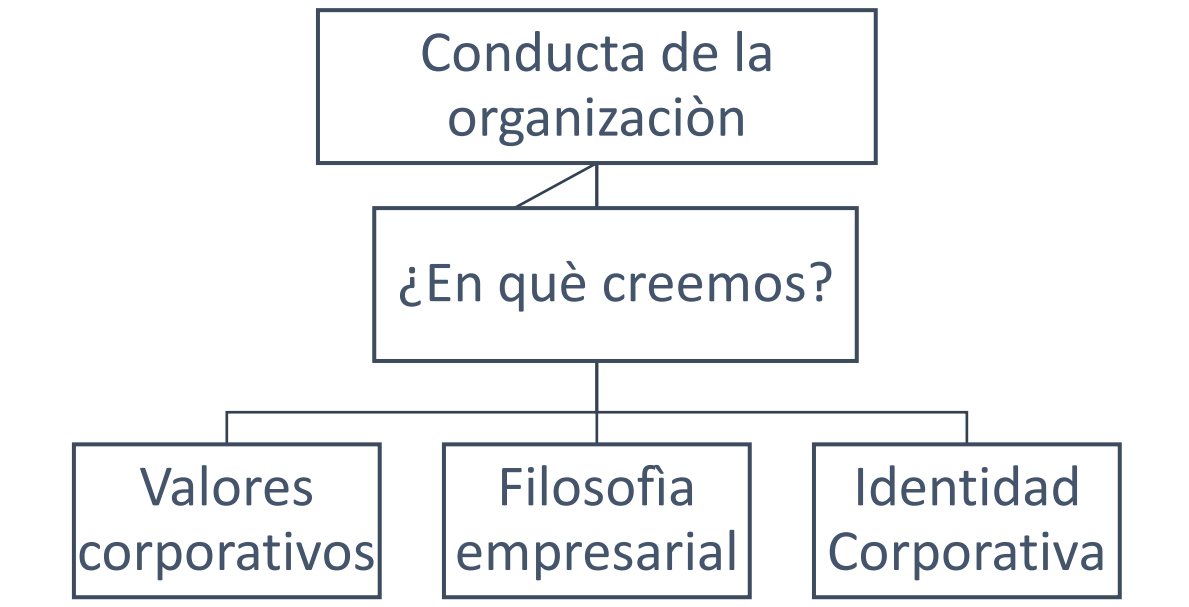 Conducta de la
organizaciòn
¿En què creemos?
Valores
corporativos
Filosofìa
empresarial
Identidad
Corporativa